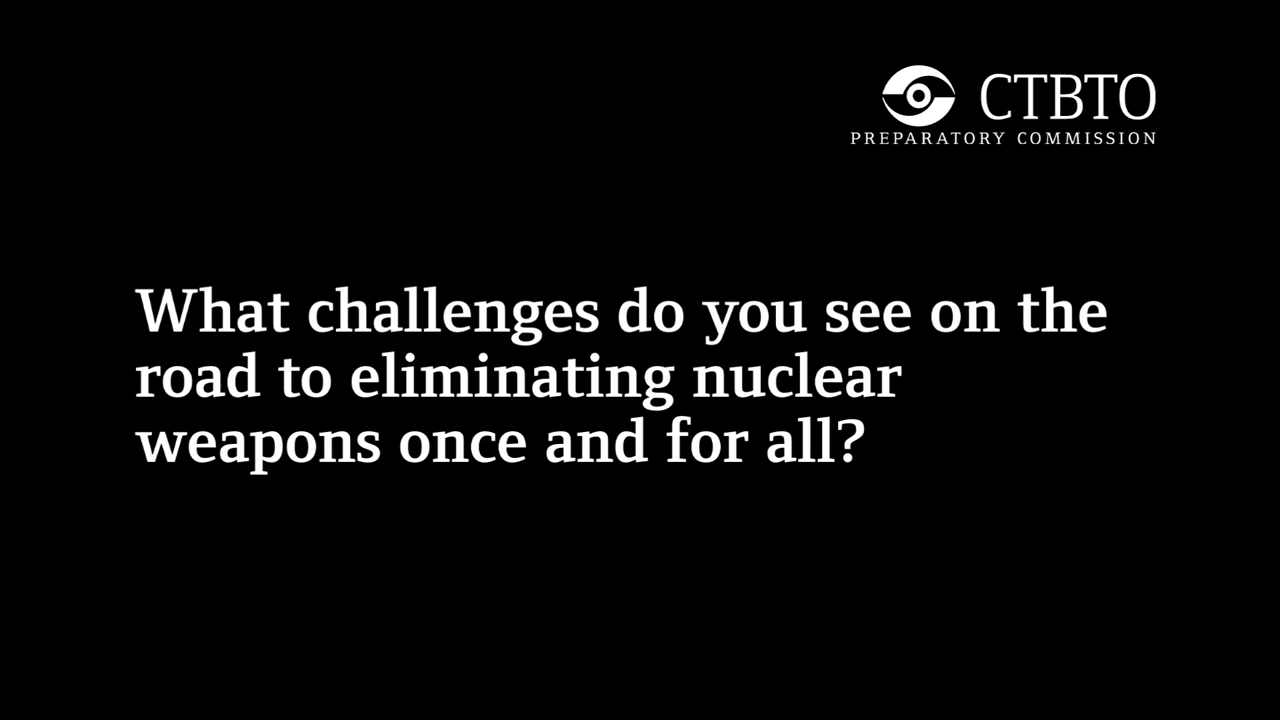 CTBTO
PREPARATORY COMMISSION
What challenges do you see on the
road to eliminating nuclear
weapons once and for all?